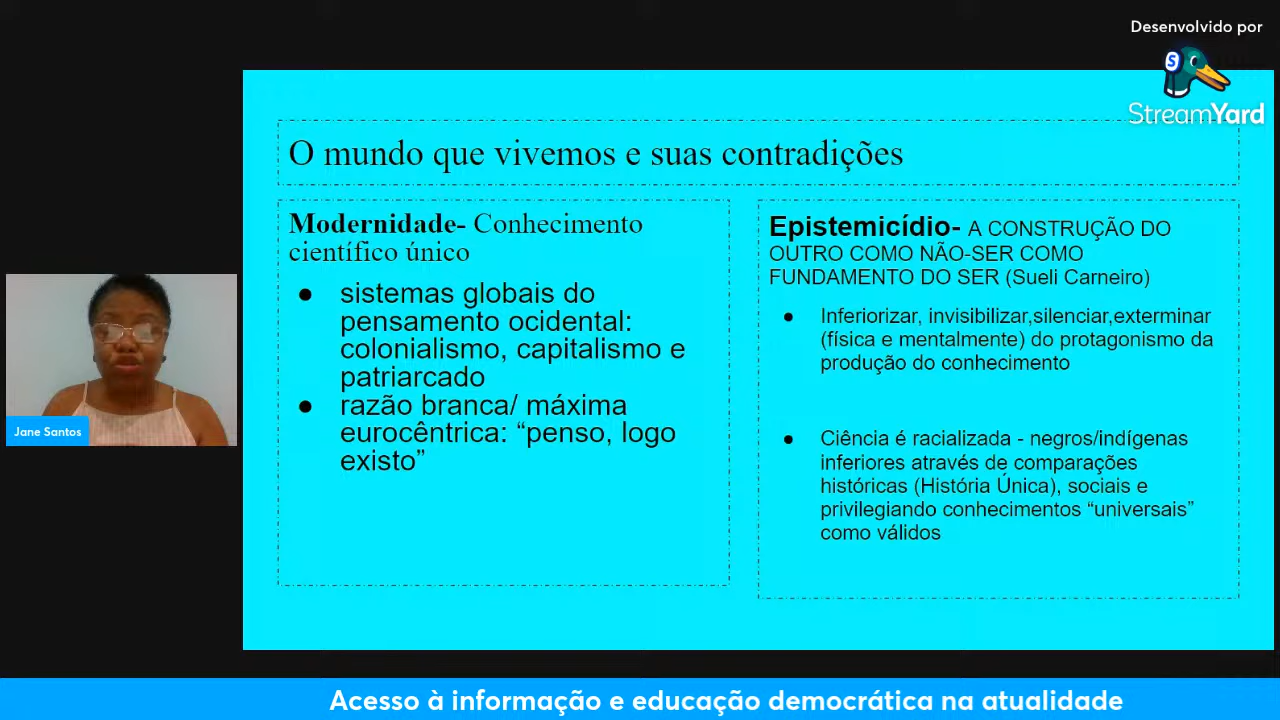 Desenvolvido por
StreamYard
O mundo que vivemos e suas contradições
Modernidade- Conhecimento
científico único
● sistemas globais do
pensamento ocidental:
colonialismo, capitalismo e
patriarcado
● razão branca/ máxima
eurocêntrica: “penso, logo
existo”
Epistemicídio- A CONSTRUÇÃO DO
OUTRO COMO NÃO-SER COMO
FUNDAMENTO DO SER (Sueli Carneiro)
● Inferiorizar, invisibilizar,silenciar,exterminar
(física e mentalmente) do protagonismo da
produção do conhecimento
● Ciência é racializada - negros/indígenas
inferiores através de comparações
históricas (História Única), sociais e
privilegiando conhecimentos “universais”
como válidos
Jane Santos
Acesso à informação e educação democrática na atualidade